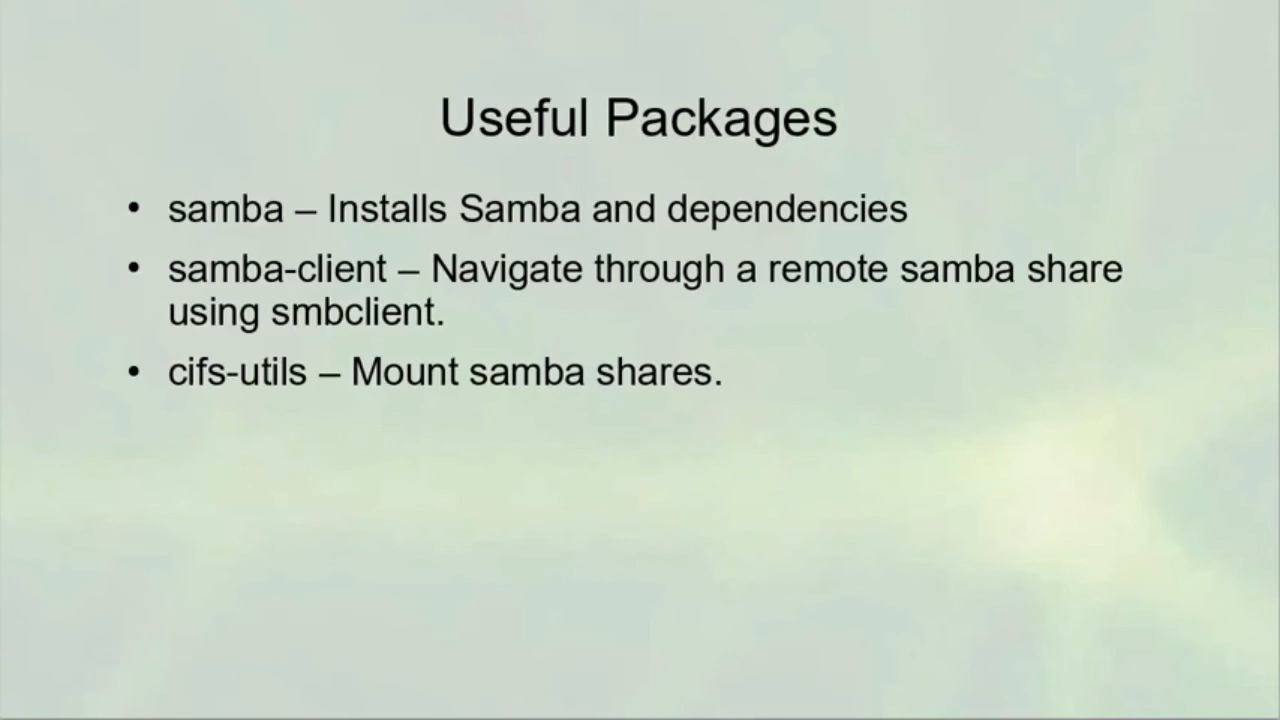 Useful Packages
• samba – Installs Samba and dependencies
• samba-client – Navigate through a remote samba share
using smbclient.
• cifs-utils – Mount samba shares.